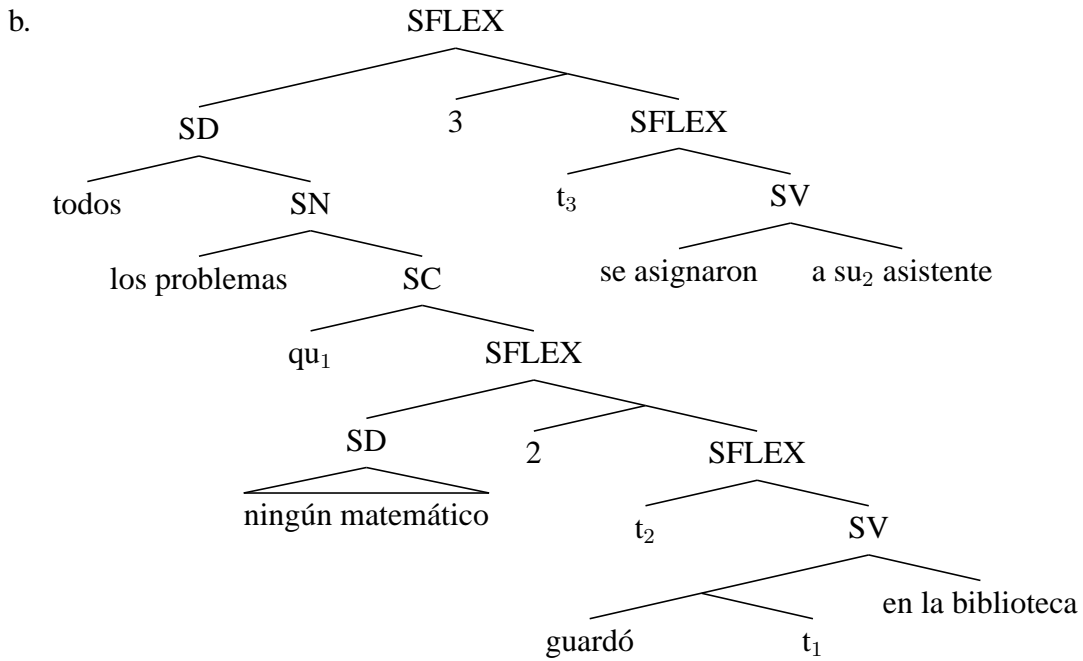 b. SFLEX
SD 3 SFLEX
todos SN t₃ SV
los problemas SC se asignaron a su₂ asistente
qu₁ SFLEX
SD 2 SFLEX
ningún matemático t₂ SV
guardó t₁ en la biblioteca